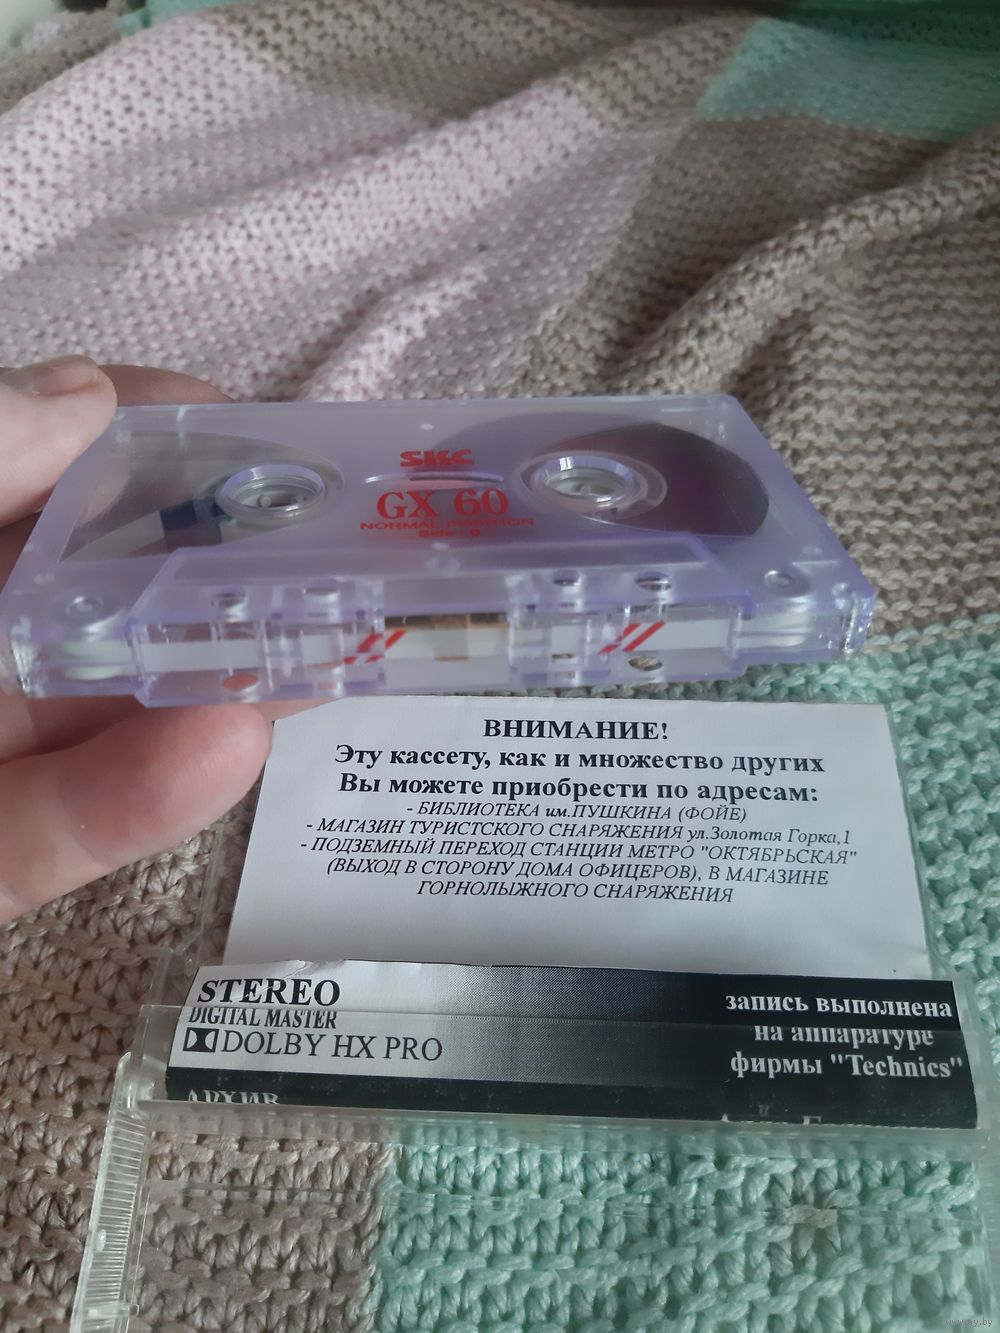 SKC
GX 60
NORMAL POSITION
ВНИМАНИЕ!
Эту кассету, как и множество других
Вы можете приобрести по адресам:
- БИБЛИОТЕКА им.ПУШКИНА (ФОЙЕ)
- МАГАЗИН ТУРИСТСКОГО СНАРЯЖЕНИЯ ул.Золотая Горка,1
- ПОДЗЕМНЫЙ ПЕРЕХОД СТАНЦИИ МЕТРО "ОКТЯБРЬСКАЯ"
(ВЫХОД В СТОРОНУ ДОМА ОФИЦЕРОВ), В МАГАЗИНЕ
ГОРНОЛЫЖНОГО СНАРЯЖЕНИЯ
STEREO
DIGITAL MASTER
DOLBY HX PRO
запись выполнена
на аппаратуре
фирмы "Technics"
АРХИВ